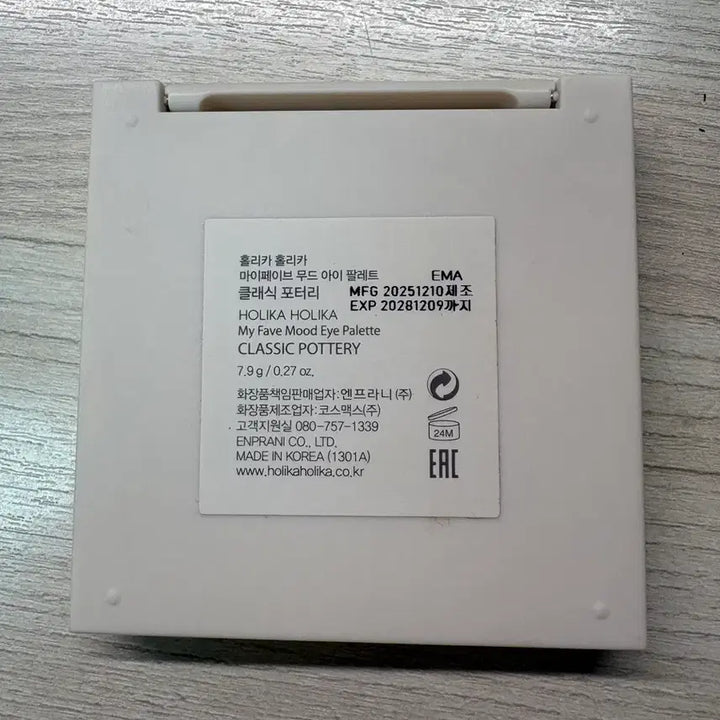 홀리카 홀리카
마이페이브 무드 아이 팔레트 EMA
클래식 포터리 MFG 20251210제조
EXP 20281209까지
HOLIKA HOLIKA
My Fave Mood Eye Palette
CLASSIC POTTERY
7.9 g / 0.27 oz.
화장품책임판매업자:엔프라니 (주)
화장품제조업자:코스맥스(주)
고객지원실 080-757-1339
ENPRANI CO., LTD.
MADE IN KOREA (1301A)
www.holikaholika.co.kr
24M
EAC